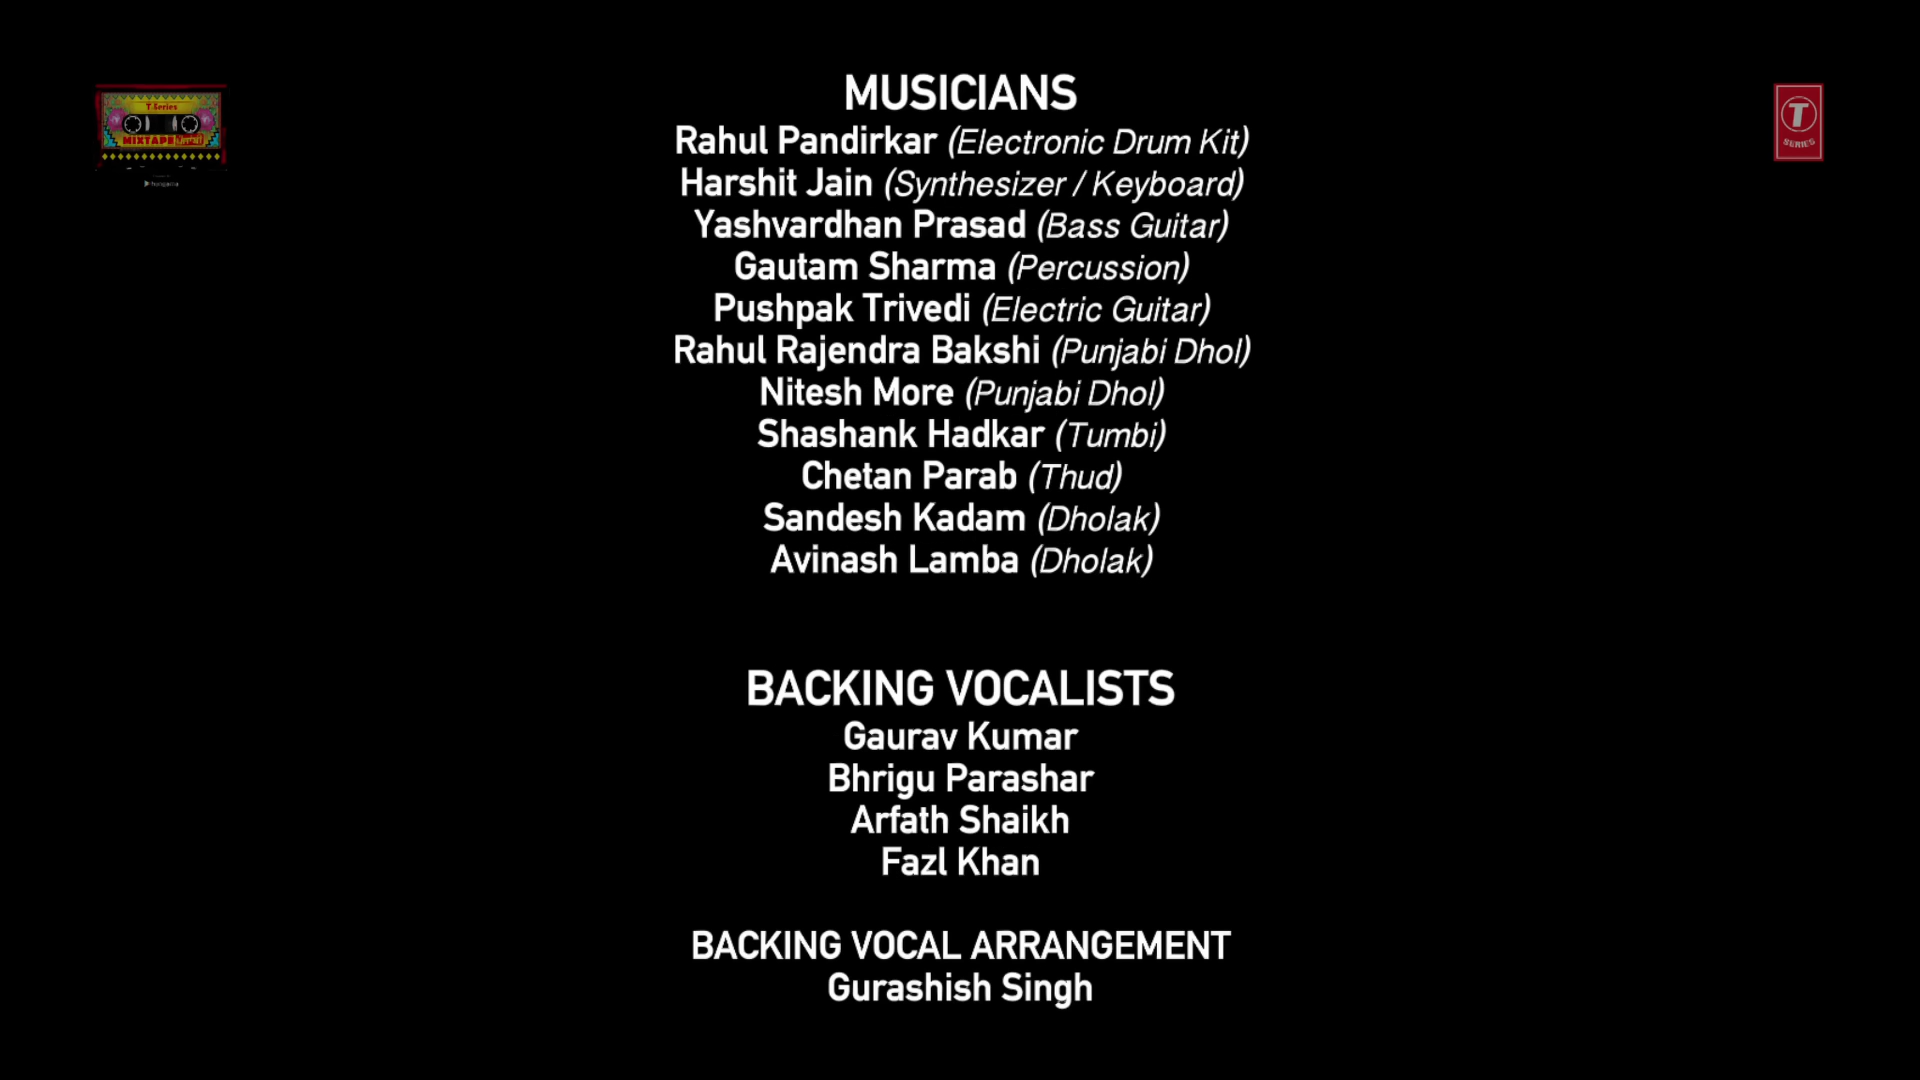 T-Series
MIXTAPE
MUSICIANS
Rahul Pandirkar (Electronic Drum Kit)
Harshit Jain (Synthesizer / Keyboard)
Yashvardhan Prasad (Bass Guitar)
Gautam Sharma (Percussion)
Pushpak Trivedi (Electric Guitar)
Rahul Rajendra Bakshi (Punjabi Dhol)
Nitesh More (Punjabi Dhol)
Shashank Hadkar (Tumbi)
Chetan Parab (Thud)
Sandesh Kadam (Dholak)
Avinash Lamba (Dholak)
BACKING VOCALISTS
Gaurav Kumar
Bhrigu Parashar
Arfath Shaikh
Fazl Khan
BACKING VOCAL ARRANGEMENT
Gurashish Singh
T
SERIES